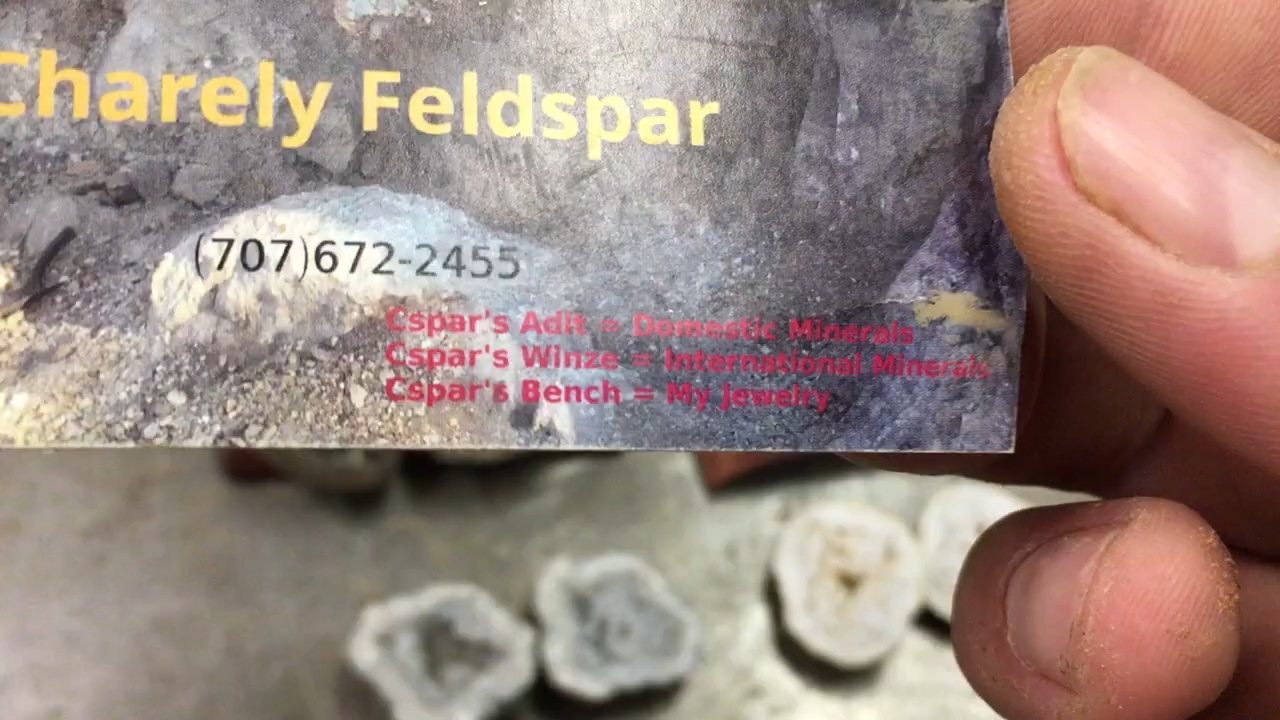 Charely Feldspar
(707)672-2455
Cspar's Adit = Domestic Minerals
Cspar's Winze = International Minerals
Cspar's Bench = My Jewelry